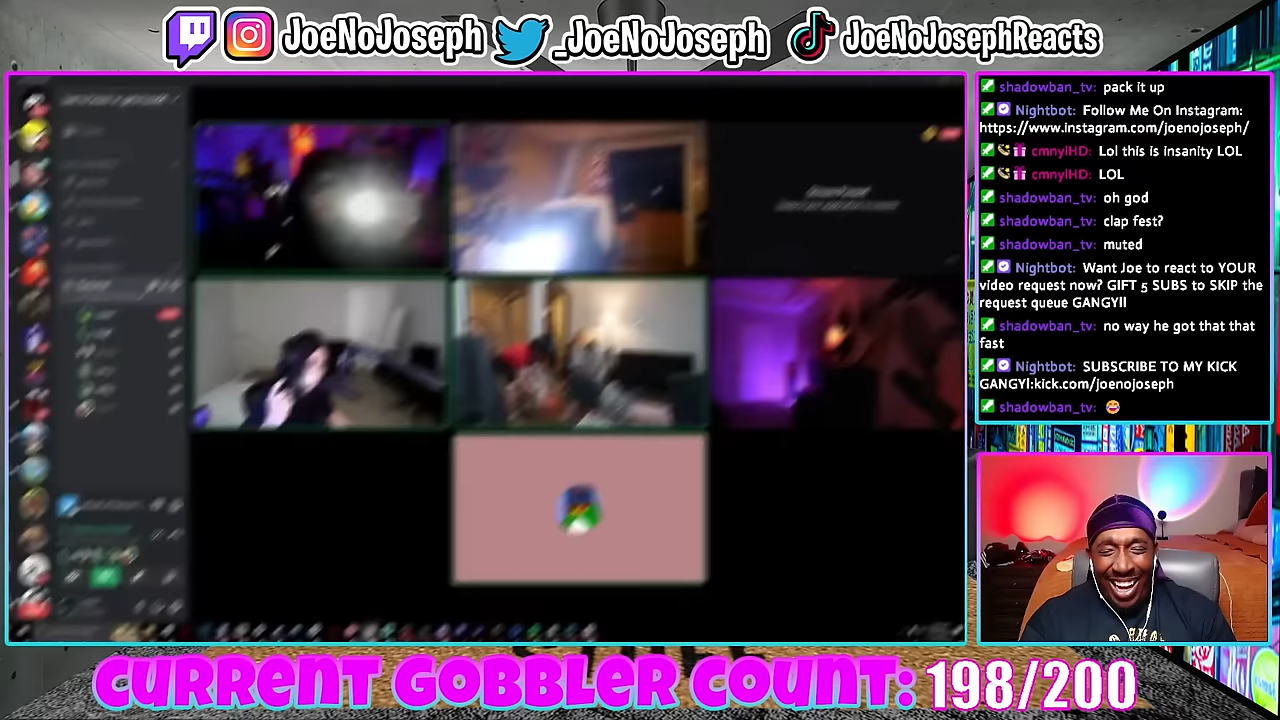 JoeNoJoseph
_JoeNoJoseph
JoeNoJosephReacts
shadowban_tv: pack it up
Nightbot: Follow Me On Instagram:
https://www.instagram.com/joenojoseph/
cmnylHD: Lol this is insanity LOL
cmnylHD: LOL
shadowban_tv: oh god
shadowban_tv: clap fest?
shadowban_tv: muted
Nightbot: Want Joe to react to YOUR
video request now? GIFT 5 SUBS to SKIP the
request queue GANGY!!
shadowban_tv: no way he got that that
fast
Nightbot: SUBSCRIBE TO MY KICK
GANGY!:kick.com/joenojoseph
shadowban_tv: 😂
CURRENT GOBBLER COUNT: 198/200